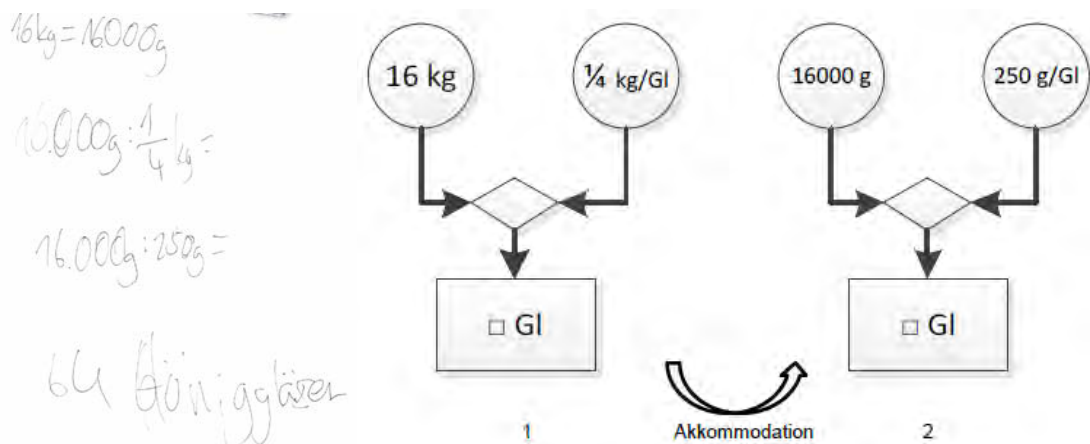 16kg=16000g
16.000g:1/4 kg=
16.000g:250g=
64 Höniggläser
16 kg
¼ kg/Gl
□ Gl
1
Akkommodation
16000 g
250 g/Gl
□ Gl
2